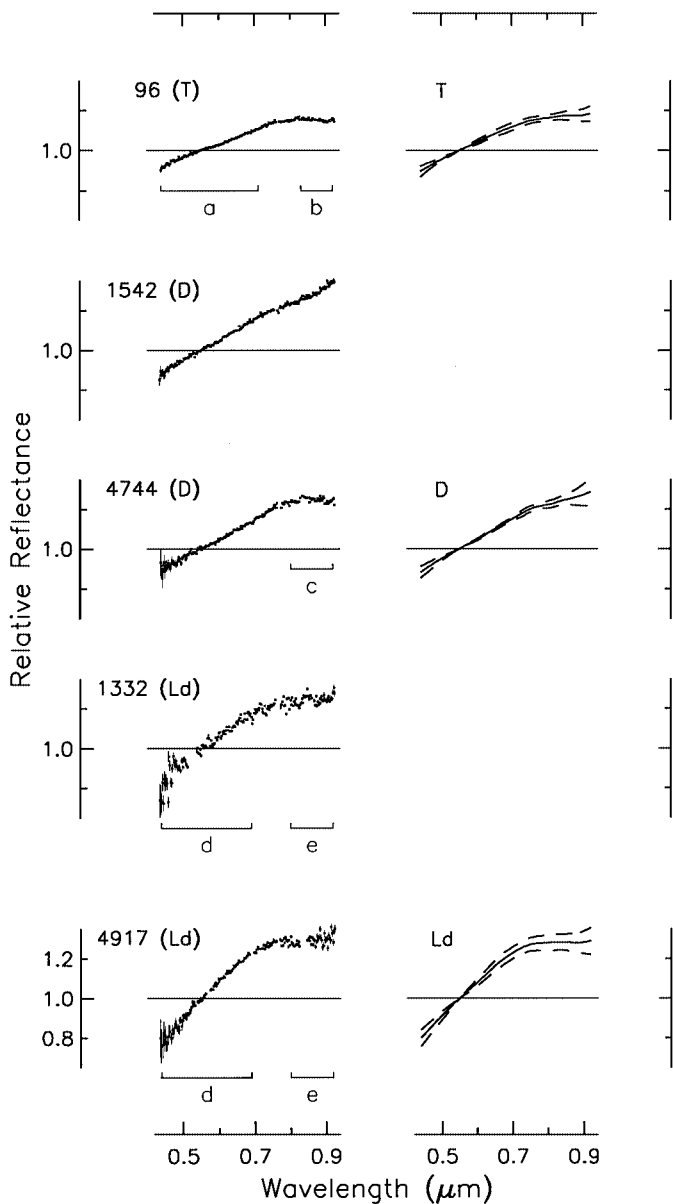 96 (T)
T
1.0
a
b
1542 (D)
1.0
4744 (D)
D
1.0
c
1332 (Ld)
1.0
d
e
4917 (Ld)
Ld
1.2
1.0
0.8
d
e
0.5
0.7
0.9
0.5
0.7
0.9
Relative Reflectance
Wavelength (μm)